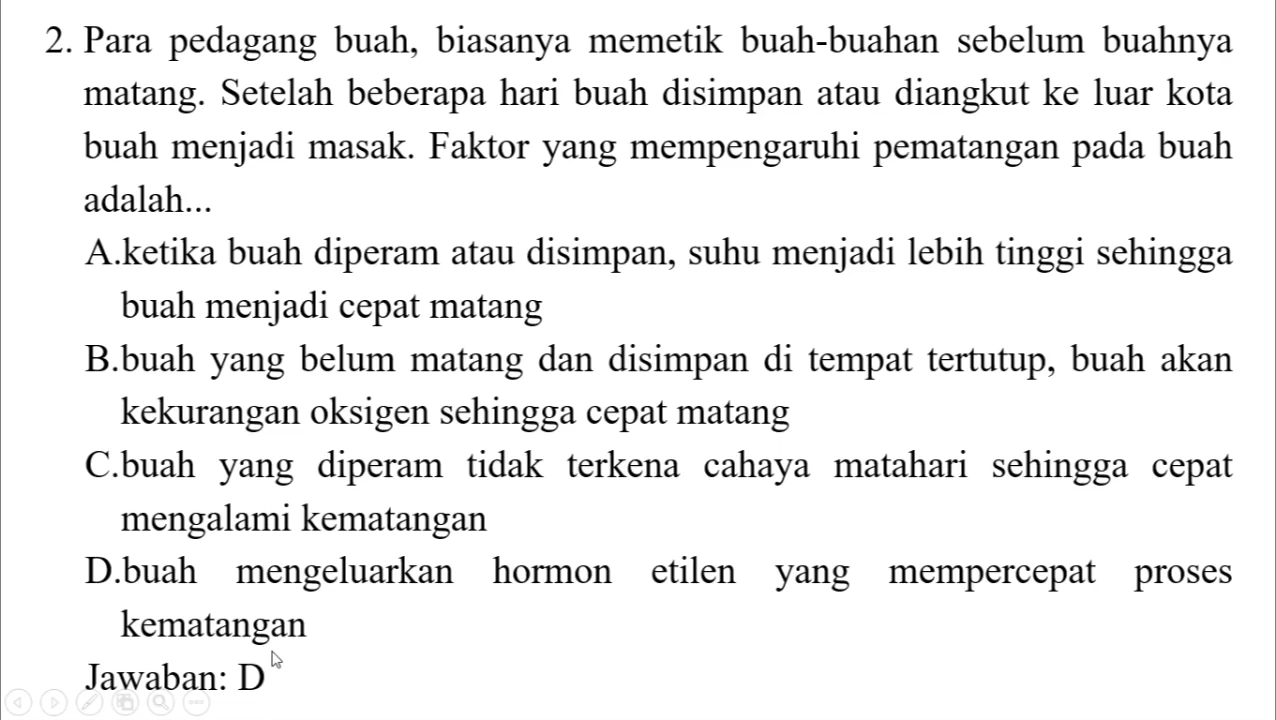 2. Para pedagang buah, biasanya memetik buah-buahan sebelum buahnya
matang. Setelah beberapa hari buah disimpan atau diangkut ke luar kota
buah menjadi masak. Faktor yang mempengaruhi pematangan pada buah
adalah...
A.ketika buah diperam atau disimpan, suhu menjadi lebih tinggi sehingga
buah menjadi cepat matang
B.buah yang belum matang dan disimpan di tempat tertutup, buah akan
kekurangan oksigen sehingga cepat matang
C.buah yang diperam tidak terkena cahaya matahari sehingga cepat
mengalami kematangan
D.buah mengeluarkan hormon etilen yang mempercepat proses
kematangan
Jawaban: D